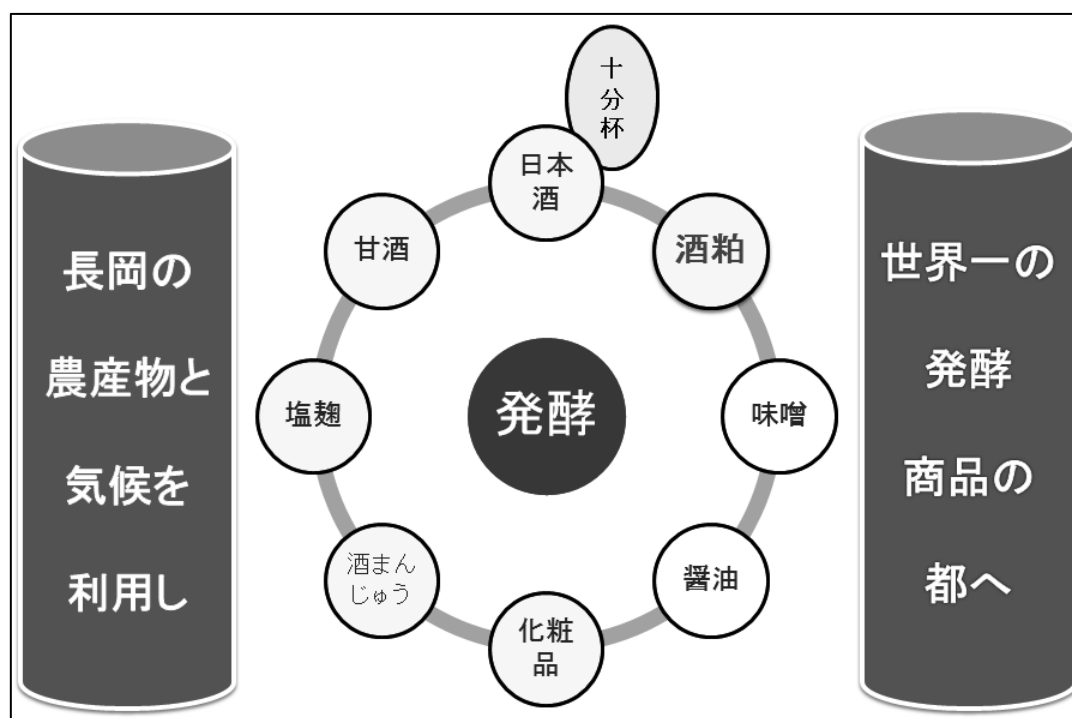 長岡の
農産物と
気候を
利用し
十
分
杯
日本
酒
酒粕
味噌
醤油
化粧
品
酒まん
じゅう
塩麹
甘酒
発酵
世界一の
発酵
商品の
都へ